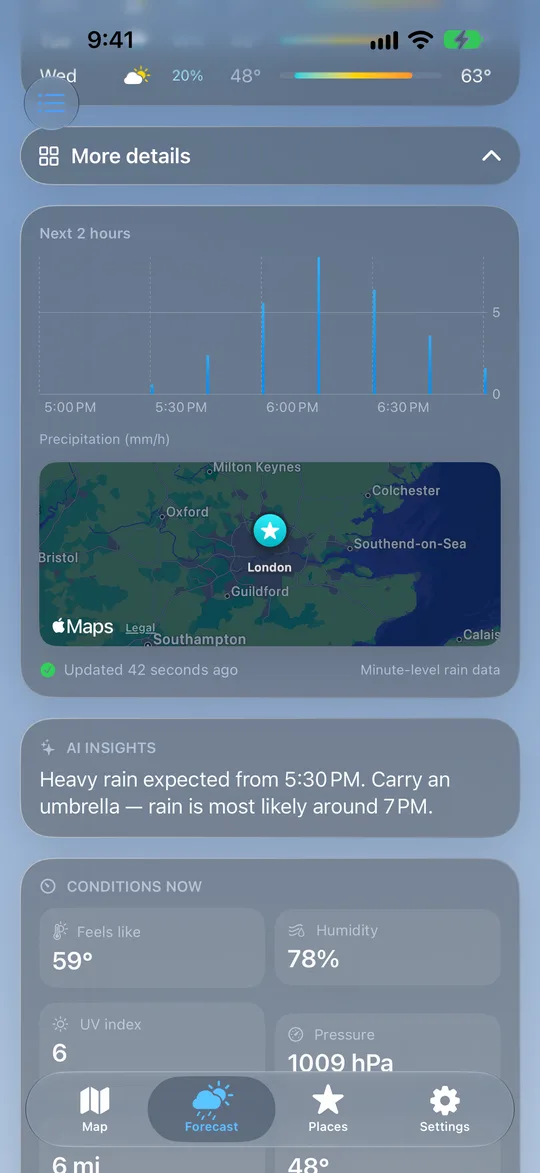 9:41
Wed 20% 48° 63°
More details
Next 2 hours
5
0
5:00 PM 5:30 PM 6:00 PM 6:30 PM
Precipitation (mm/h)
Milton Keynes
Colchester
Oxford
Southend-on-Sea
Bristol
London
Guildford
Maps Legal
Southampton
Calais
Updated 42 seconds ago Minute-level rain data
AI INSIGHTS
Heavy rain expected from 5:30 PM. Carry an
umbrella — rain is most likely around 7 PM.
CONDITIONS NOW
Feels like Humidity
59° 78%
UV index Pressure
6 1009 hPa
Map Forecast Places Settings
6 mi 48°